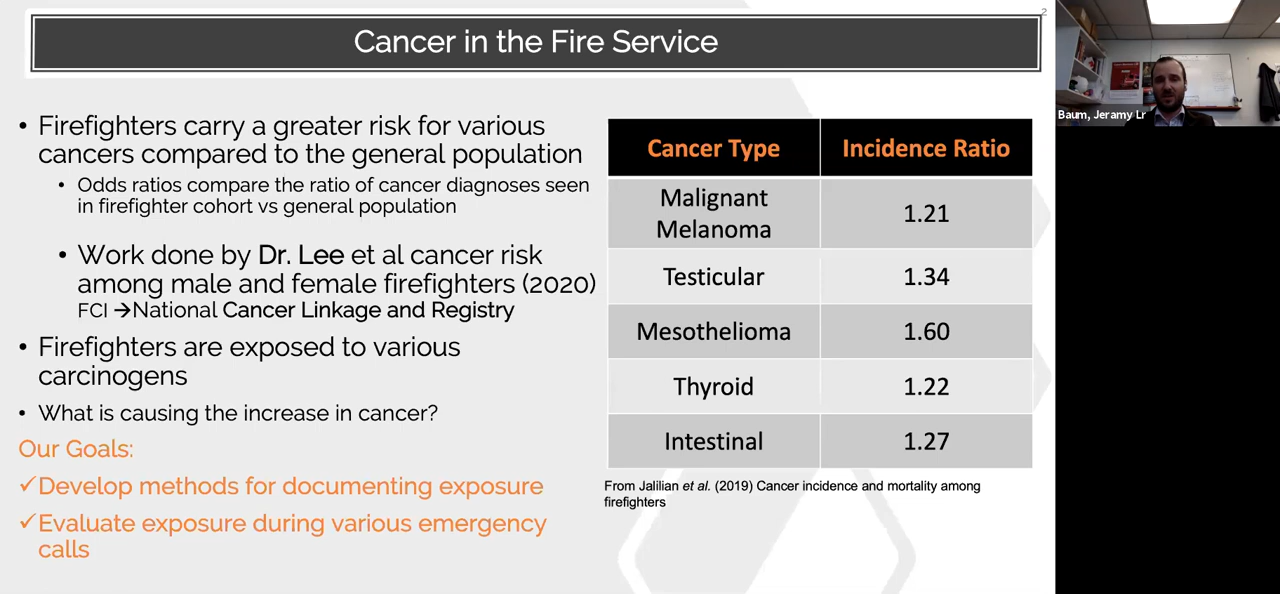 2
Cancer in the Fire Service
• Firefighters carry a greater risk for various
cancers compared to the general population
• Odds ratios compare the ratio of cancer diagnoses seen
in firefighter cohort vs general population
• Work done by Dr. Lee et al cancer risk
among male and female firefighters (2020)
FCI →National Cancer Linkage and Registry
• Firefighters are exposed to various
carcinogens
• What is causing the increase in cancer?
Our Goals:
✓Develop methods for documenting exposure
✓Evaluate exposure during various emergency
calls
Cancer Type Incidence Ratio
Malignant
Melanoma 1.21
Testicular 1.34
Mesothelioma 1.60
Thyroid 1.22
Intestinal 1.27
From Jalilian et al. (2019) Cancer incidence and mortality among
firefighters
Baum, Jeramy Lr